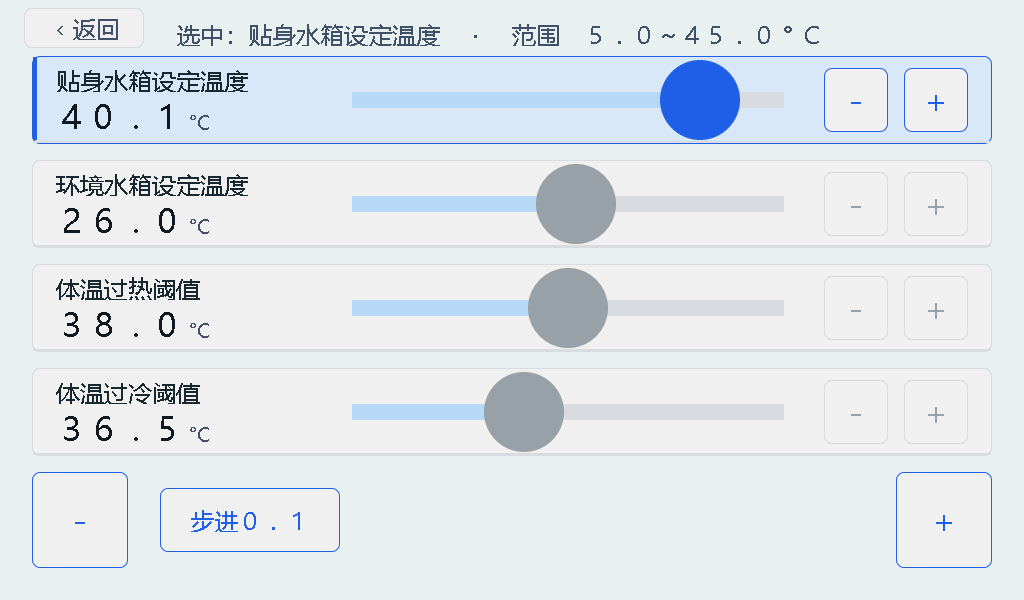 ‹ 返回
选中：贴身水箱设定温度 · 范围 5.0~45.0°C
贴身水箱设定温度
40.1 ℃
- +
环境水箱设定温度
26.0 ℃
- +
体温过热阈值
38.0 ℃
- +
体温过冷阈值
36.5 ℃
- +
- 步进0.1 +